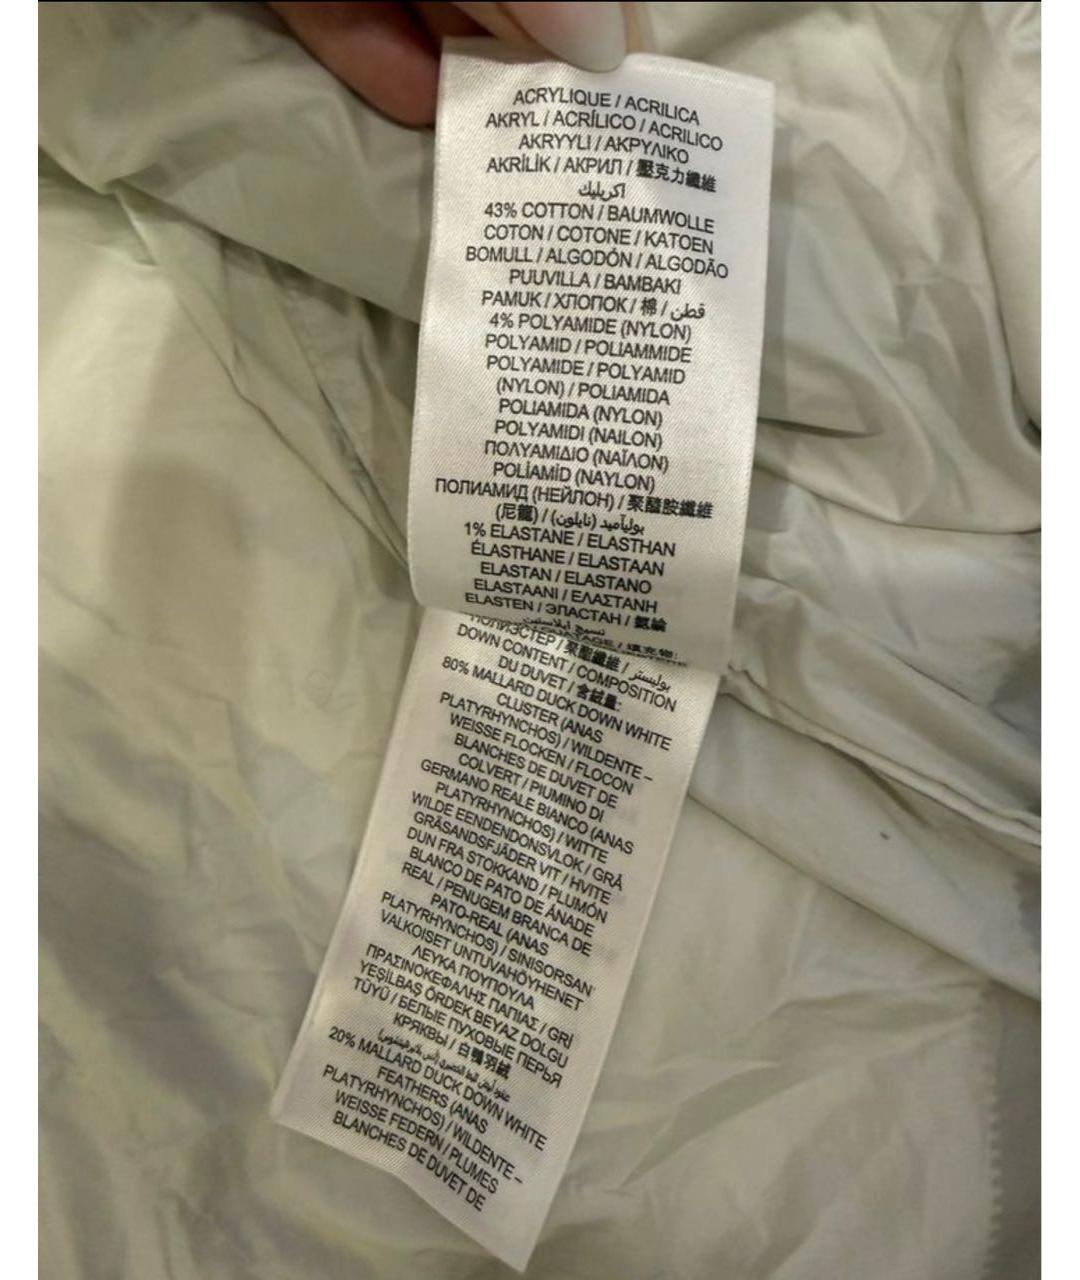 ACRYLIQUE / ACRILICA
AKRYL / ACRÍLICO / ACRILICO
AKRYYLI / ΑΚΡΥΛΙΚΟ
AKRİLİK / АКРИЛ / 壓克力纖維
اكريليك
43% COTTON / BAUMWOLLE
COTON / COTONE / KATOEN
BOMULL / ALGODÓN / ALGODÃO
PUUVILLA / ΒΑΜΒΑΚΙ
PAMUK / ХЛОПОК / 棉 / قطن
4% POLYAMIDE (NYLON)
POLYAMID / POLIAMMIDE
POLYAMIDE / POLYAMID
(NYLON) / POLIAMIDA
POLIAMIDA (NYLON)
POLYAMIDI (NAILON)
ΠΟΛΥΑΜΙΔΙΟ (ΝΑΪΛΟΝ)
POLİAMİD (NAYLON)
ПОЛИАМИД (НЕЙЛОН) / 聚醯胺纖維
(尼龍) / بوليآميد (نايلون)
1% ELASTANE / ELASTHAN
ÉLASTHANE / ELASTAAN
ELASTAN / ELASTANO
ELASTAANI / ΕΛΑΣΤΑΝΗ
ELASTEN / ЭЛАСТАН / 氨綸
ПОЛИЭСТЕР / 聚酯纖維 / بوليستر
DOWN CONTENT / COMPOSITION
DU DUVET / 含絨量:
80% MALLARD DUCK DOWN WHITE
CLUSTER (ANAS
PLATYRHYNCHOS) / WILDENTE –
WEISSE FLOCKEN / FLOCON
BLANCHES DE DUVET DE
COLVERT / PIUMINO DI
GERMANO REALE BIANCO (ANAS
PLATYRHYNCHOS) / WITTE
WILDE EENDENDONSVLOK / GRÅ
GRÄSANDSFJÄDER VIT / HVITE
DUN FRA STOKKAND / PLUMÓN
BLANCO DE PATO DE ÁNADE
REAL / PENUGEM BRANCA DE
PATO-REAL (ANAS
PLATYRHYNCHOS) / SINISORSAN
VALKOISET UNTUVAHÖYHENET
ΛΕΥΚΑ ΠΟΥΠΟΥΛΑ
ΠΡΑΣΙΝΟΚΕΦΑΛΗΣ ΠΑΠΙΑΣ / GRİ
YEŞİLBAŞ ÖRDEK BEYAZ DOLGU
TÜYÜ / БЕЛЫЕ ПУХОВЫЕ ПЕРЬЯ
КРЯКВЫ / 白鴨羽絨
20% MALLARD DUCK DOWN WHITE
FEATHERS (ANAS
PLATYRHYNCHOS) / WILDENTE –
WEISSE FEDERN / PLUMES
BLANCHES DE DUVET DE